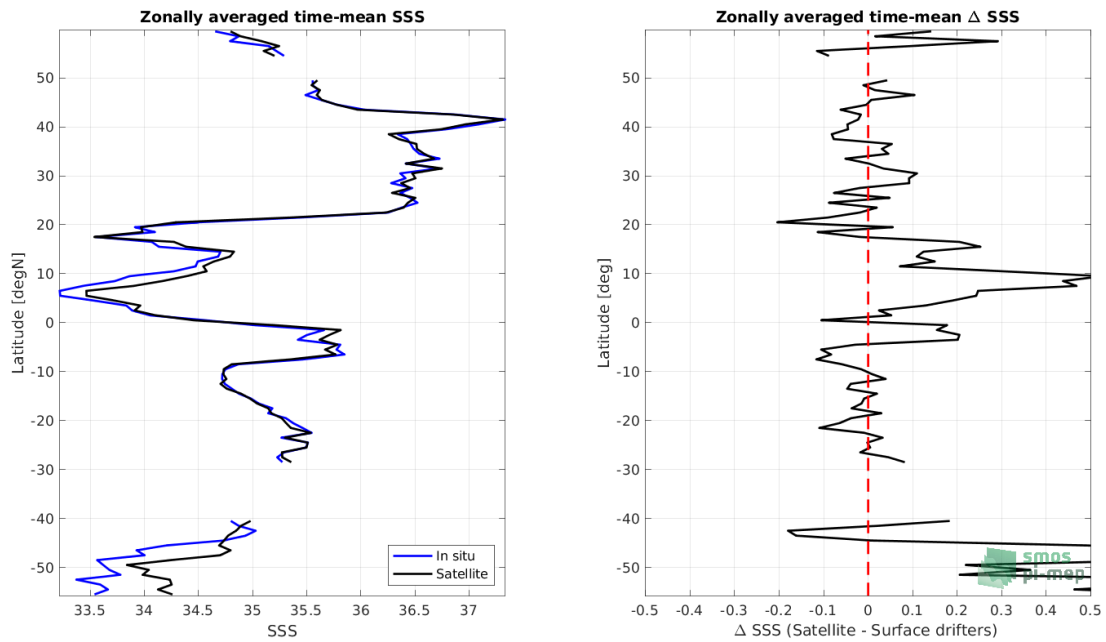 Zonally averaged time-mean SSS
50
40
30
20
10
0
-10
-20
-30
-40
-50
Latitude [degN]
33.5 34 34.5 35 35.5 36 36.5 37
SSS
In situ
Satellite
Zonally averaged time-mean Δ SSS
50
40
30
20
10
0
-10
-20
-30
-40
-50
Latitude [deg]
-0.5 -0.4 -0.3 -0.2 -0.1 0 0.1 0.2 0.3 0.4 0.5
Δ SSS (Satellite - Surface drifters)
smos
pi-mep